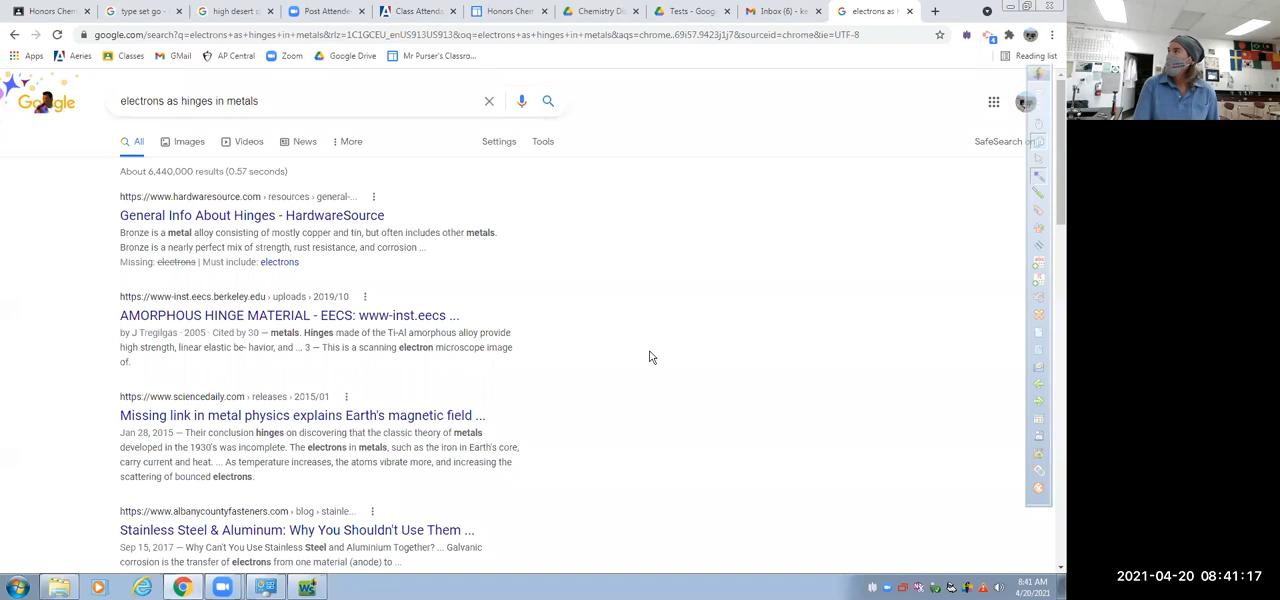 Honors Chem
type set go -
high desert c
Post Attende
Class Attenda
Honors Chem
Chemistry Di
Tests - Goog
Inbox (6) - ke
electrons as h
google.com/search?q=electrons+as+hinges+in+metals&rlz=1C1GCEU_enUS913US913&oq=electrons+as+hinges+in+metals&aqs=chrome..69i57.9423j1j7&sourceid=chrome&ie=UTF-8
Apps Aeries Classes GMail AP Central Zoom Google Drive Mr Purser's Classro... Reading list
Google
electrons as hinges in metals
All Images Videos News More Settings Tools SafeSearch on
About 6,440,000 results (0.57 seconds)
https://www.hardwaresource.com › resources › general-...
General Info About Hinges - HardwareSource
Bronze is a metal alloy consisting of mostly copper and tin, but often includes other metals.
Bronze is a nearly perfect mix of strength, rust resistance, and corrosion ...
Missing: electrons | Must include: electrons
https://www-inst.eecs.berkeley.edu › uploads › 2019/10
AMORPHOUS HINGE MATERIAL - EECS: www-inst.eecs ...
by J Tregilgas · 2005 · Cited by 30 — metals. Hinges made of the Ti-Al amorphous alloy provide
high strength, linear elastic be- havior, and ... 3 — This is a scanning electron microscope image
of.
https://www.sciencedaily.com › releases › 2015/01
Missing link in metal physics explains Earth's magnetic field ...
Jan 28, 2015 — Their conclusion hinges on discovering that the classic theory of metals
developed in the 1930's was incomplete. The electrons in metals, such as the iron in Earth's core,
carry current and heat. ... As temperature increases, the atoms vibrate more, and increasing the
scattering of bounced electrons.
https://www.albanycountyfasteners.com › blog › stainle...
Stainless Steel & Aluminum: Why You Shouldn't Use Them ...
Sep 15, 2017 — Why Can't You Use Stainless Steel and Aluminium Together? ... Galvanic
corrosion is the transfer of electrons from one material (anode) to ...
8:41 AM
4/20/2021
2021-04-20 08:41:17